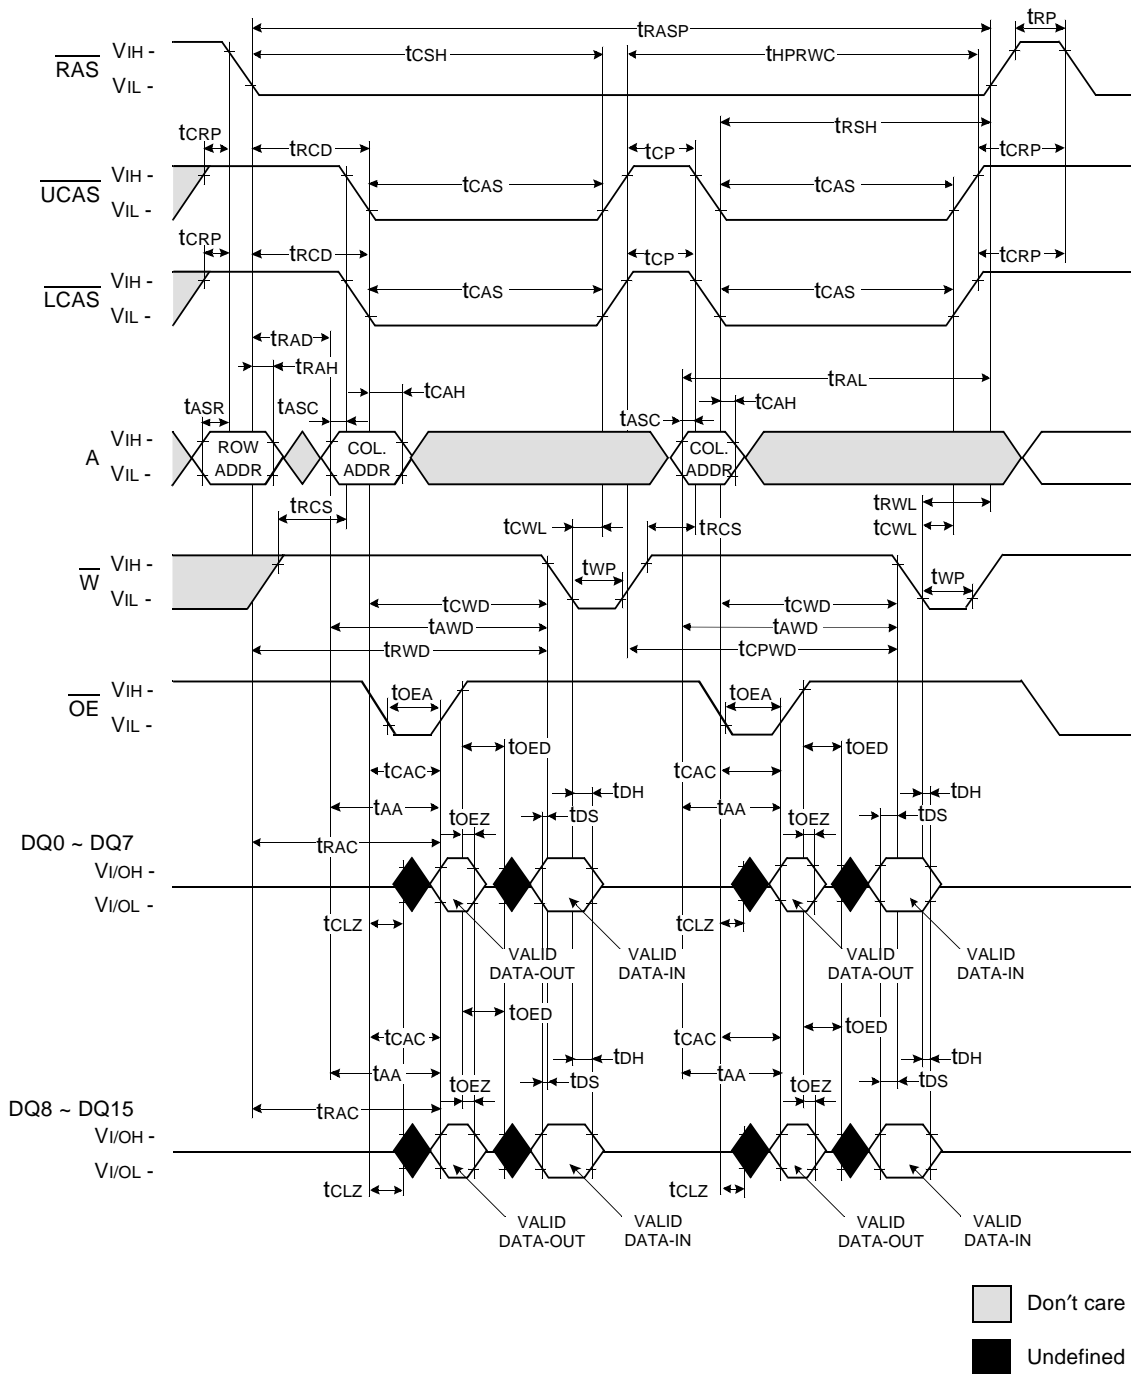 tRASP
tRP
tCSH
tHPRWC
RAS
VIH -
VIL -
tRSH
tCRP
tRCD
tCP
tCRP
UCAS
VIH -
VIL -
tCAS
tCAS
tCRP
tRCD
tCP
tCRP
LCAS
VIH -
VIL -
tCAS
tCAS
tRAD
tRAH
tCAH
tRAL
tASR
tASC
tASC
tCAH
A
VIH -
VIL -
ROW
ADDR
COL.
ADDR
COL.
ADDR
tRCS
tCWL
tRCS
tRWL
tCWL
W
VIH -
VIL -
tWP
tWP
tCWD
tCWD
tAWD
tAWD
tRWD
tCPWD
OE
VIH -
VIL -
tOEA
tOEA
tOED
tOED
tCAC
tCAC
tDH
tDH
tAA
tOEZ
tDS
tAA
tOEZ
tDS
tRAC
DQ0 ~ DQ7
VI/OH -
VI/OL -
tCLZ
tCLZ
VALID
DATA-OUT
VALID
DATA-IN
VALID
DATA-OUT
VALID
DATA-IN
tOED
tOED
tCAC
tCAC
tDH
tDH
tAA
tOEZ
tDS
tAA
tOEZ
tDS
tRAC
DQ8 ~ DQ15
VI/OH -
VI/OL -
tCLZ
tCLZ
VALID
DATA-OUT
VALID
DATA-IN
VALID
DATA-OUT
VALID
DATA-IN
Don′t care
Undefined